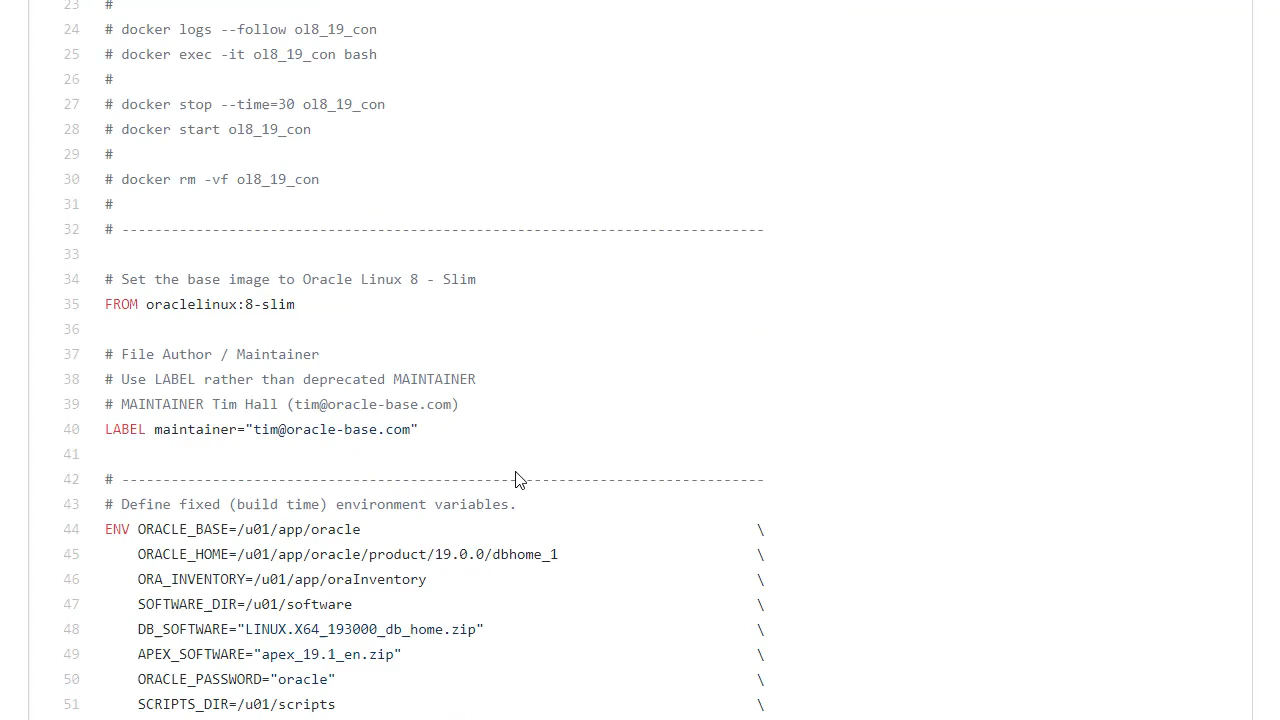 23 #
24 # docker logs --follow ol8_19_con
25 # docker exec -it ol8_19_con bash
26 #
27 # docker stop --time=30 ol8_19_con
28 # docker start ol8_19_con
29 #
30 # docker rm -vf ol8_19_con
31 #
32 # ------------------------------------------------------------------------------
33
34 # Set the base image to Oracle Linux 8 - Slim
35 FROM oraclelinux:8-slim
36
37 # File Author / Maintainer
38 # Use LABEL rather than deprecated MAINTAINER
39 # MAINTAINER Tim Hall (tim@oracle-base.com)
40 LABEL maintainer="tim@oracle-base.com"
41
42 # ------------------------------------------------------------------------------
43 # Define fixed (build time) environment variables.
44 ENV ORACLE_BASE=/u01/app/oracle \
45 ORACLE_HOME=/u01/app/oracle/product/19.0.0/dbhome_1 \
46 ORA_INVENTORY=/u01/app/oraInventory \
47 SOFTWARE_DIR=/u01/software \
48 DB_SOFTWARE="LINUX.X64_193000_db_home.zip" \
49 APEX_SOFTWARE="apex_19.1_en.zip" \
50 ORACLE_PASSWORD="oracle" \
51 SCRIPTS_DIR=/u01/scripts \